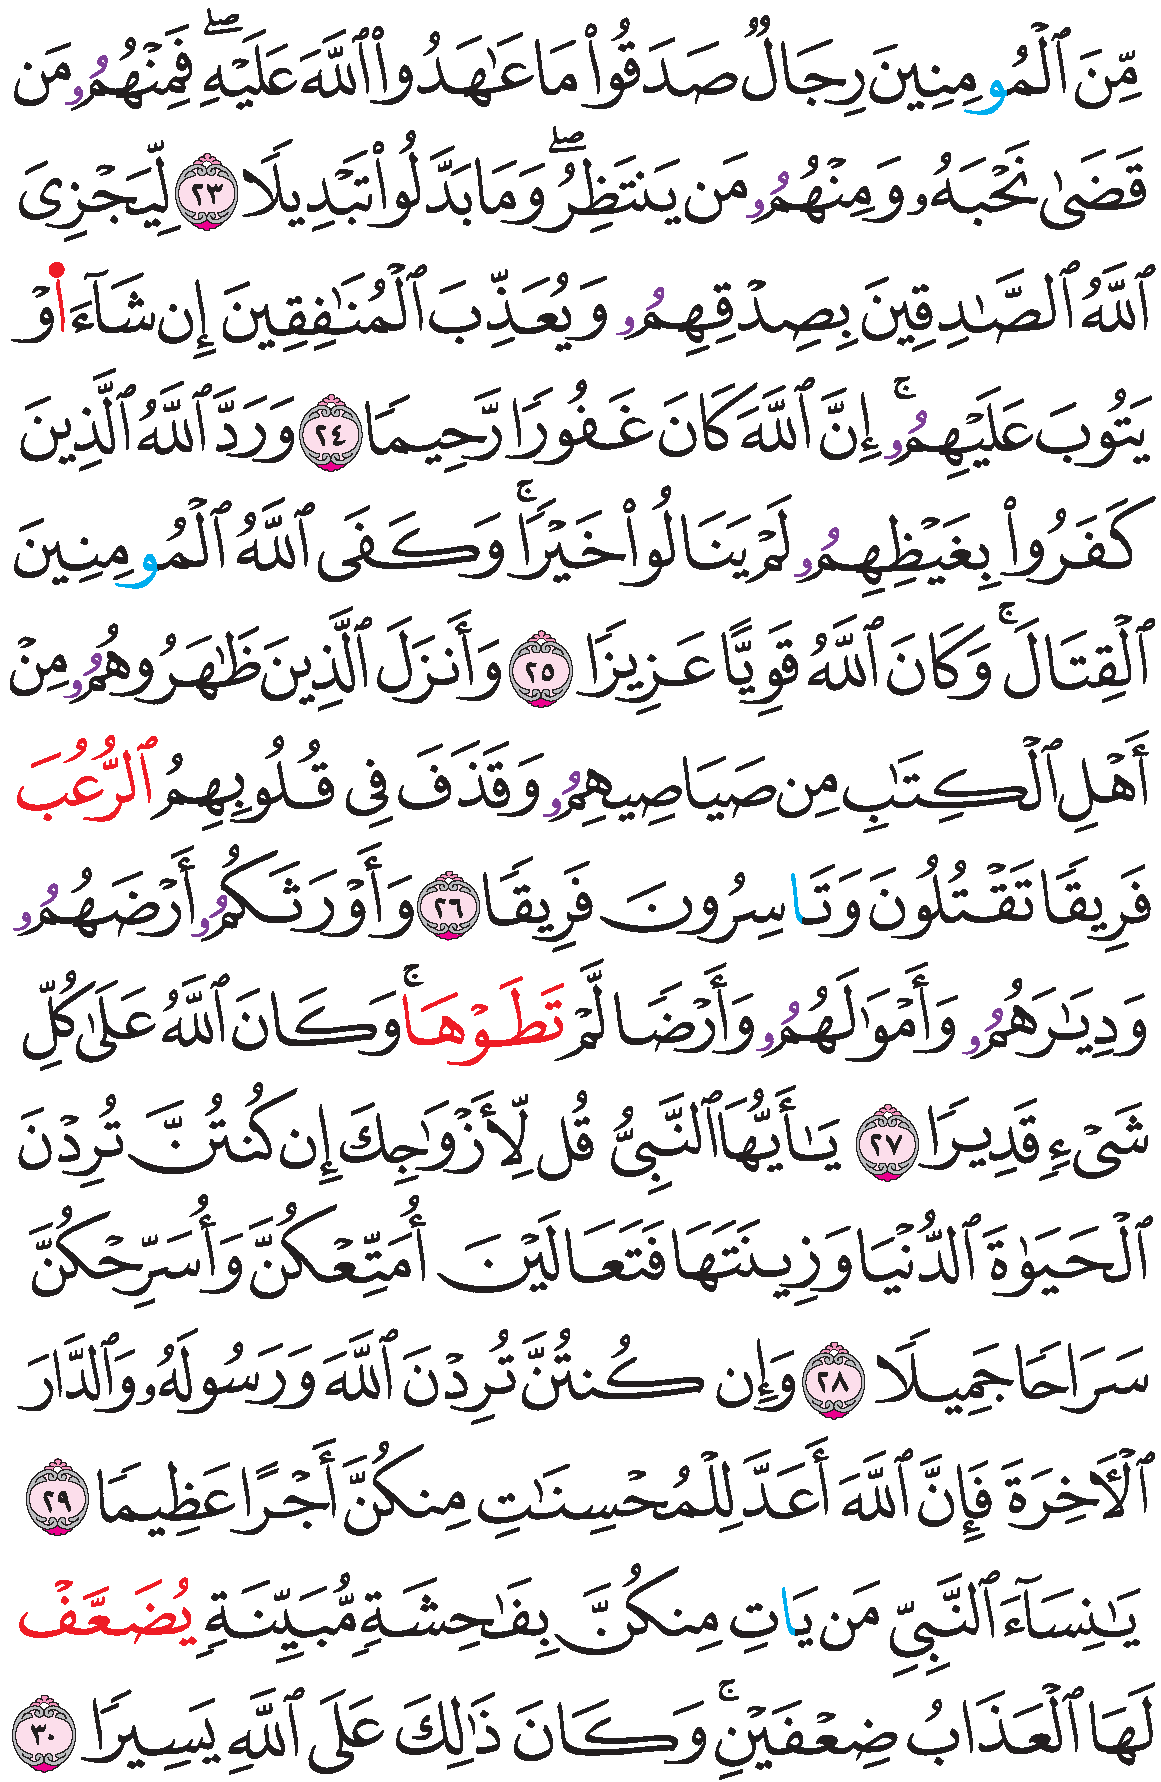 مِّنَ ٱلْمُومِنِينَ رِجَالٌ صَدَقُواْ مَا عَٰهَدُواْ ٱللَّهَ عَلَيْهِۖ فَمِنْهُمُۥ مَن
قَضَىٰ نَحْبَهُۥ وَمِنْهُمُۥ مَن يَنتَظِرُۖ وَمَا بَدَّلُواْ تَبْدِيلًا ٢٣ لِّيَجْزِىَ
ٱللَّهُ ٱلصَّٰدِقِينَ بِصِدْقِهِمُۥ وَيُعَذِّبَ ٱلْمُنَٰفِقِينَ إِن شَآءَ اَ۬وْ
يَتُوبَ عَلَيْهِمُۥۚ إِنَّ ٱللَّهَ كَانَ غَفُورًا رَّحِيمًا ٢٤ وَرَدَّ ٱللَّهُ ٱلَّذِينَ
كَفَرُواْ بِغَيْظِهِمُۥ لَمْ يَنَالُواْ خَيْرًاۚ وَكَفَى ٱللَّهُ ٱلْمُومِنِينَ
ٱلْقِتَالَۚ وَكَانَ ٱللَّهُ قَوِيًّا عَزِيزًا ٢٥ وَأَنزَلَ ٱلَّذِينَ ظَٰهَرُوهُمُۥ مِنْ
أَهْلِ ٱلْكِتَٰبِ مِن صَيَاصِيهِمُۥ وَقَذَفَ فِى قُلُوبِهِمُ ٱلرُّعُبَ
فَرِيقًا تَقْتُلُونَ وَتَاسِرُونَ فَرِيقًا ٢٦ وَأَوْرَثَكُمُۥ أَرْضَهُمُۥ
وَدِيَٰرَهُمُۥ وَأَمْوَٰلَهُمُۥ وَأَرْضًا لَّمْ تَطَوْهَاۚ وَكَانَ ٱللَّهُ عَلَىٰ كُلِّ
شَىْءٍ قَدِيرًا ٢٧ يَٰٓأَيُّهَا ٱلنَّبِىُّ قُل لِّأَزْوَٰجِكَ إِن كُنتُنَّ تُرِدْنَ
ٱلْحَيَوٰةَ ٱلدُّنْيَا وَزِينَتَهَا فَتَعَالَيْنَ أُمَتِّعْكُنَّ وَأُسَرِّحْكُنَّ
سَرَاحًا جَمِيلًا ٢٨ وَإِن كُنتُنَّ تُرِدْنَ ٱللَّهَ وَرَسُولَهُۥ وَٱلدَّارَ
ٱلْأَخِرَةَ فَإِنَّ ٱللَّهَ أَعَدَّ لِلْمُحْسِنَٰتِ مِنكُنَّ أَجْرًا عَظِيمًا ٢٩
يَٰنِسَآءَ ٱلنَّبِىِّ مَن يَاتِ مِنكُنَّ بِفَٰحِشَةٍ مُّبَيِّنَةٍ يُضَعَّفْ
لَهَا ٱلْعَذَابُ ضِعْفَيْنِۚ وَكَانَ ذَٰلِكَ عَلَى ٱللَّهِ يَسِيرًا ٣٠